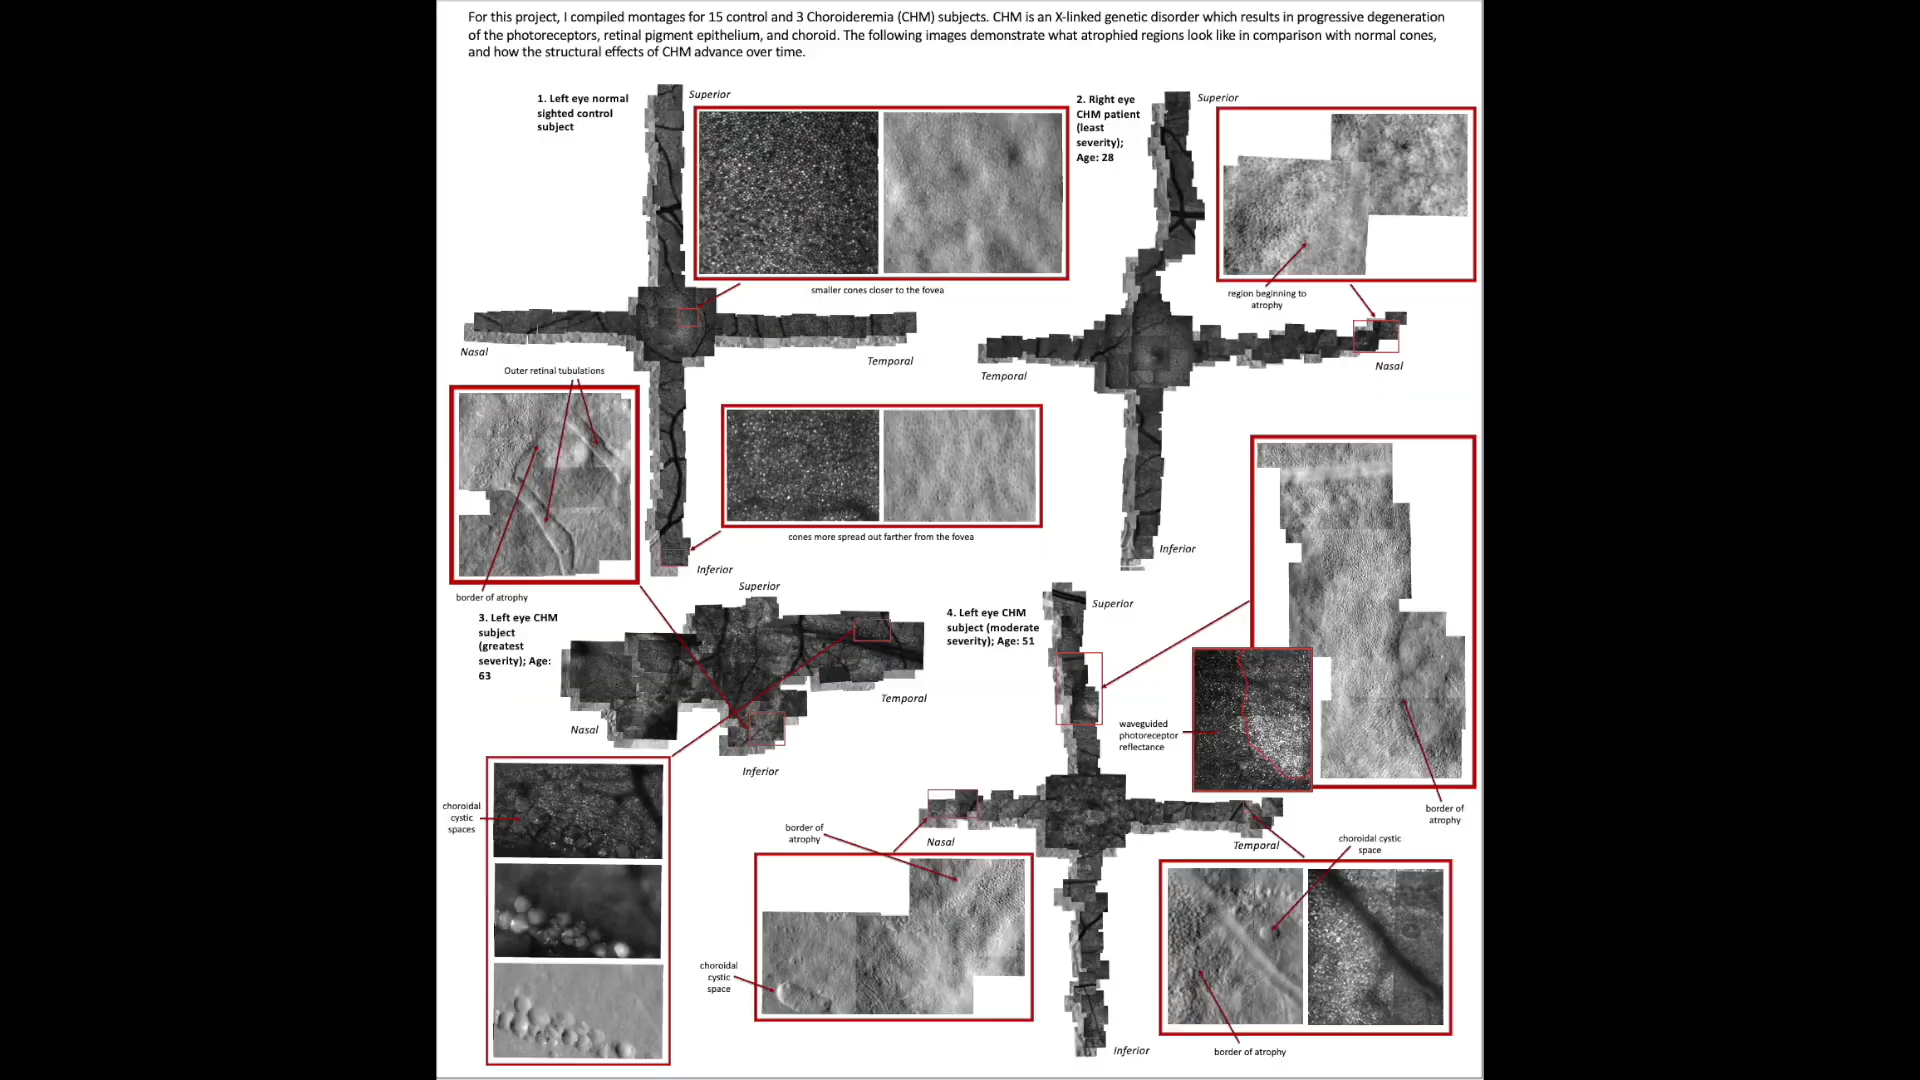 For this project, I compiled montages for 15 control and 3 Choroideremia (CHM) subjects. CHM is an X-linked genetic disorder which results in progressive degeneration
of the photoreceptors, retinal pigment epithelium, and choroid. The following images demonstrate what atrophied regions look like in comparison with normal cones,
and how the structural effects of CHM advance over time.
1. Left eye normal
sighted control
subject
Superior
smaller cones closer to the fovea
Nasal
Temporal
cones more spread out farther from the fovea
Inferior
2. Right eye
CHM patient
(least
severity);
Age: 28
Superior
region beginning to
atrophy
Temporal
Nasal
Inferior
Outer retinal tubulations
border of atrophy
3. Left eye CHM
subject
(greatest
severity); Age:
63
Superior
Temporal
Nasal
Inferior
choroidal
cystic
spaces
4. Left eye CHM
subject (moderate
severity); Age: 51
Superior
waveguided
photoreceptor
reflectance
border of
atrophy
border of
atrophy
Nasal
Temporal
choroidal cystic
space
choroidal
cystic
space
Inferior
border of atrophy